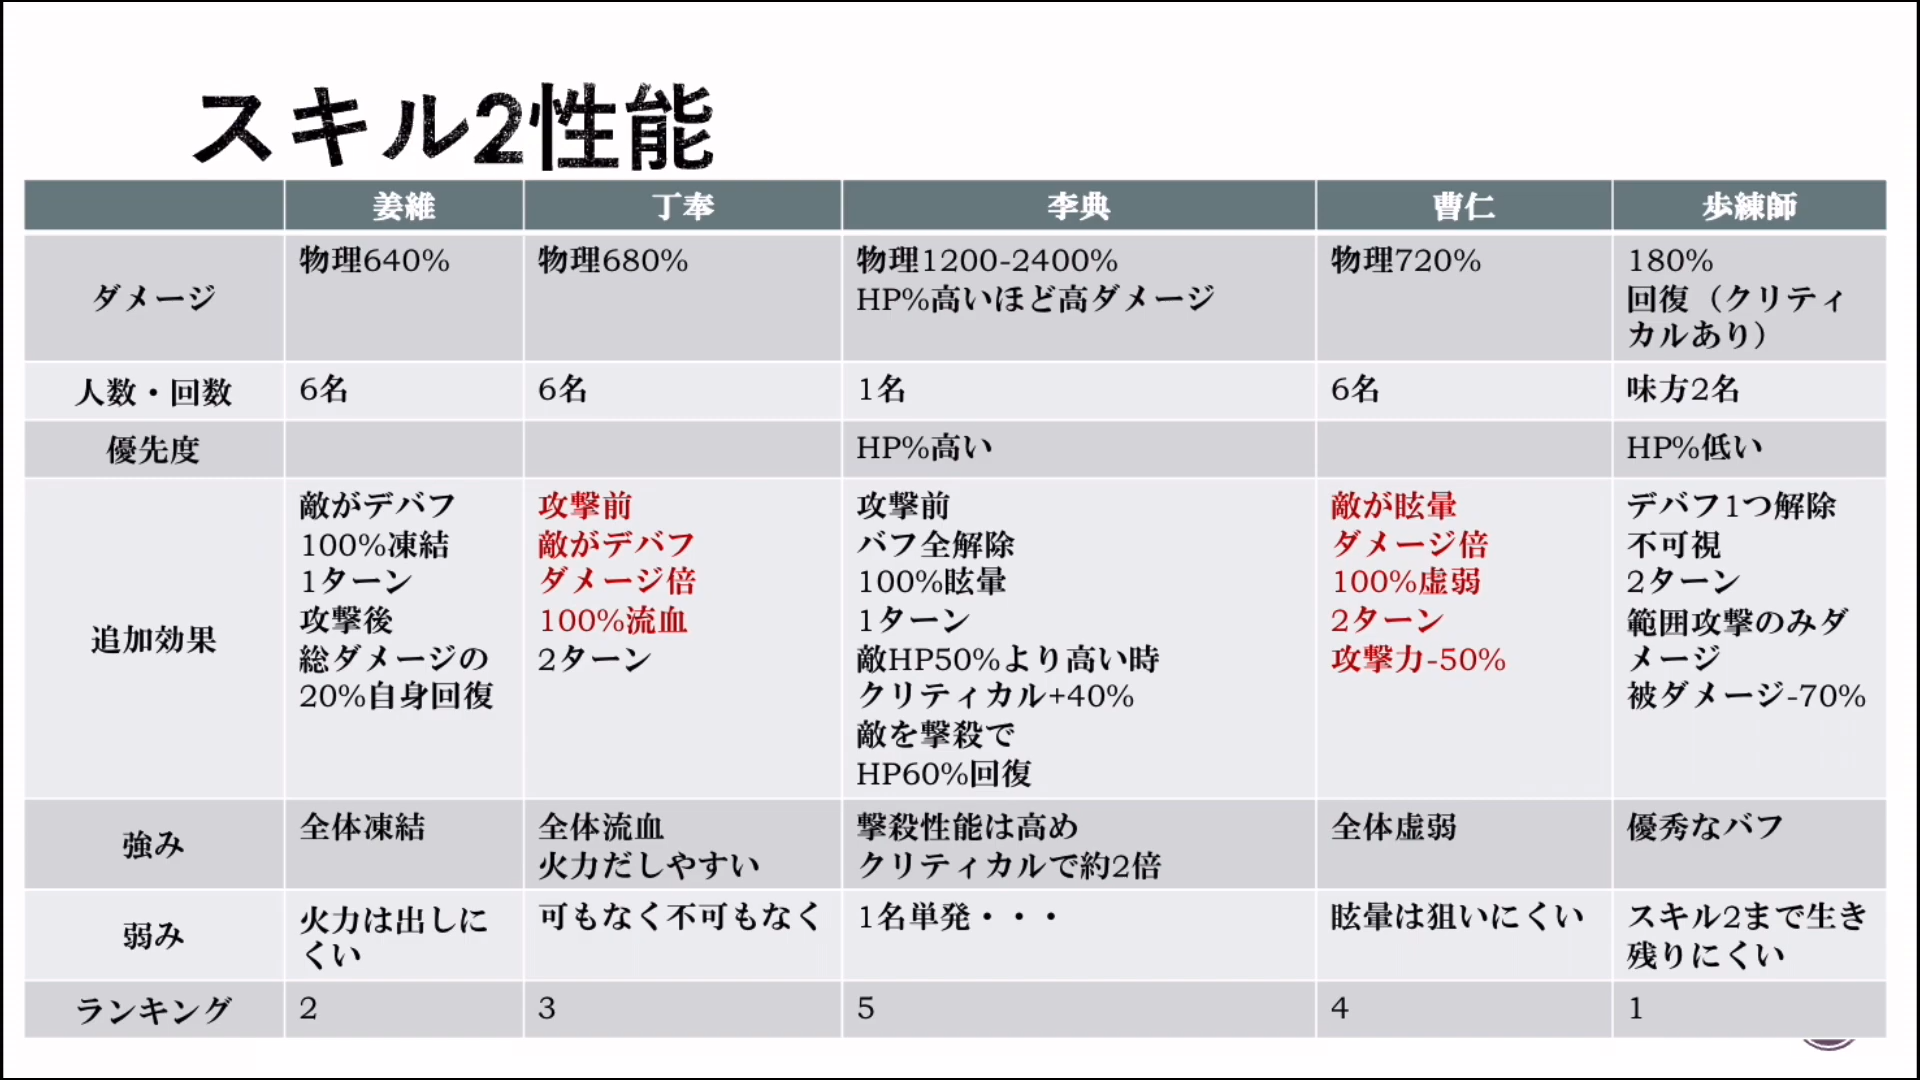 スキル2性能
姜維
丁奉
李典
曹仁
歩練師
ダメージ
物理640%
物理680%
物理1200-2400%
HP%高いほど高ダメージ
物理720%
180%
回復（クリティ
カルあり）
人数・回数
6名
6名
1名
6名
味方2名
優先度
HP%高い
HP%低い
追加効果
敵がデバフ
100%凍結
1ターン
攻撃後
総ダメージの
20%自身回復
攻撃前
敵がデバフ
ダメージ倍
100%流血
2ターン
攻撃前
バフ全解除
100%眩暈
1ターン
敵HP50%より高い時
クリティカル+40%
敵を撃殺で
HP60%回復
敵が眩暈
ダメージ倍
100%虚弱
2ターン
攻撃力-50%
デバフ1つ解除
不可視
2ターン
範囲攻撃のみダ
メージ
被ダメージ-70%
強み
全体凍結
全体流血
火力だしやすい
撃殺性能は高め
クリティカルで約2倍
全体虚弱
優秀なバフ
弱み
火力は出しに
くい
可もなく不可もなく
1名単発・・・
眩暈は狙いにくい
スキル2まで生き
残りにくい
ランキング
2
3
5
4
1